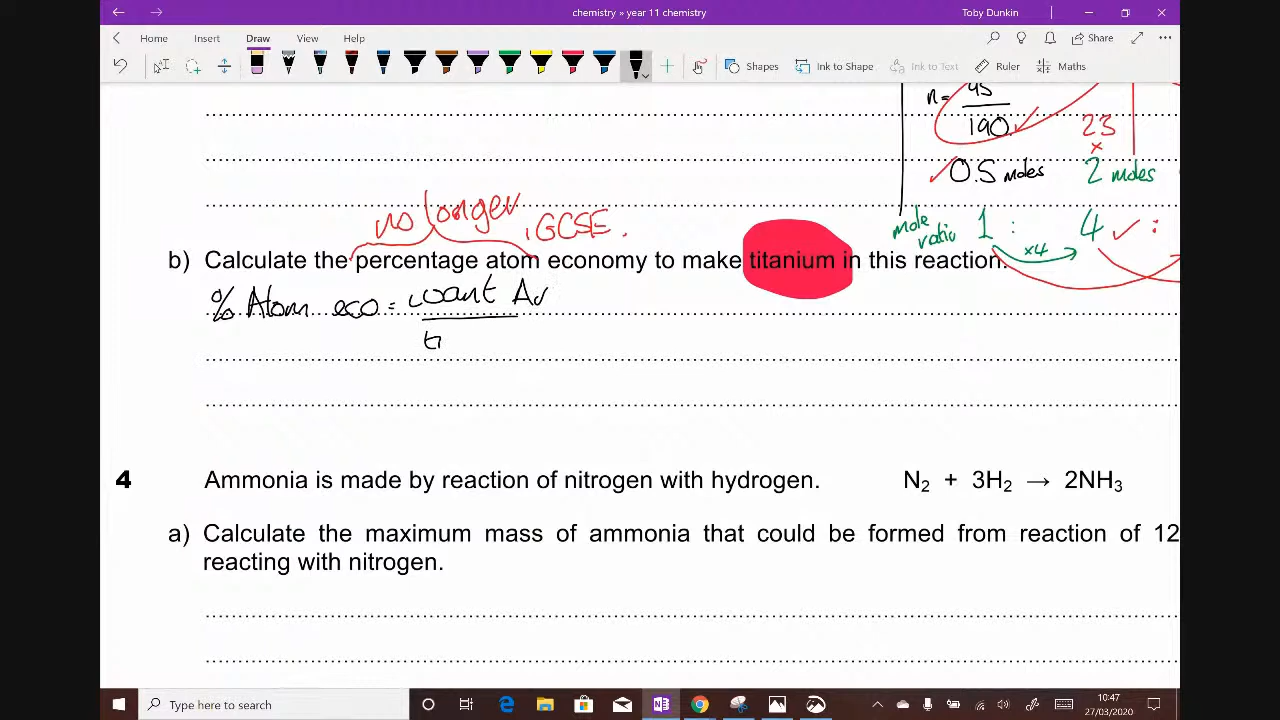 chemistry » year 11 chemistry
Toby Dunkin
Home Insert Draw View Help
Share
Shapes Ink to Shape Ink to Text Ruler Maths
n =
190
23
x
0.5 moles 2 moles
no longer iGCSE.
mole ratio 1 : 4 :
x4
b) Calculate the percentage atom economy to make titanium in this reaction.
% Atom eco = want Ar
4 Ammonia is made by reaction of nitrogen with hydrogen. N₂ + 3H₂ → 2NH₃
a) Calculate the maximum mass of ammonia that could be formed from reaction of 12
reacting with nitrogen.
Type here to search
10:47
27/03/2020